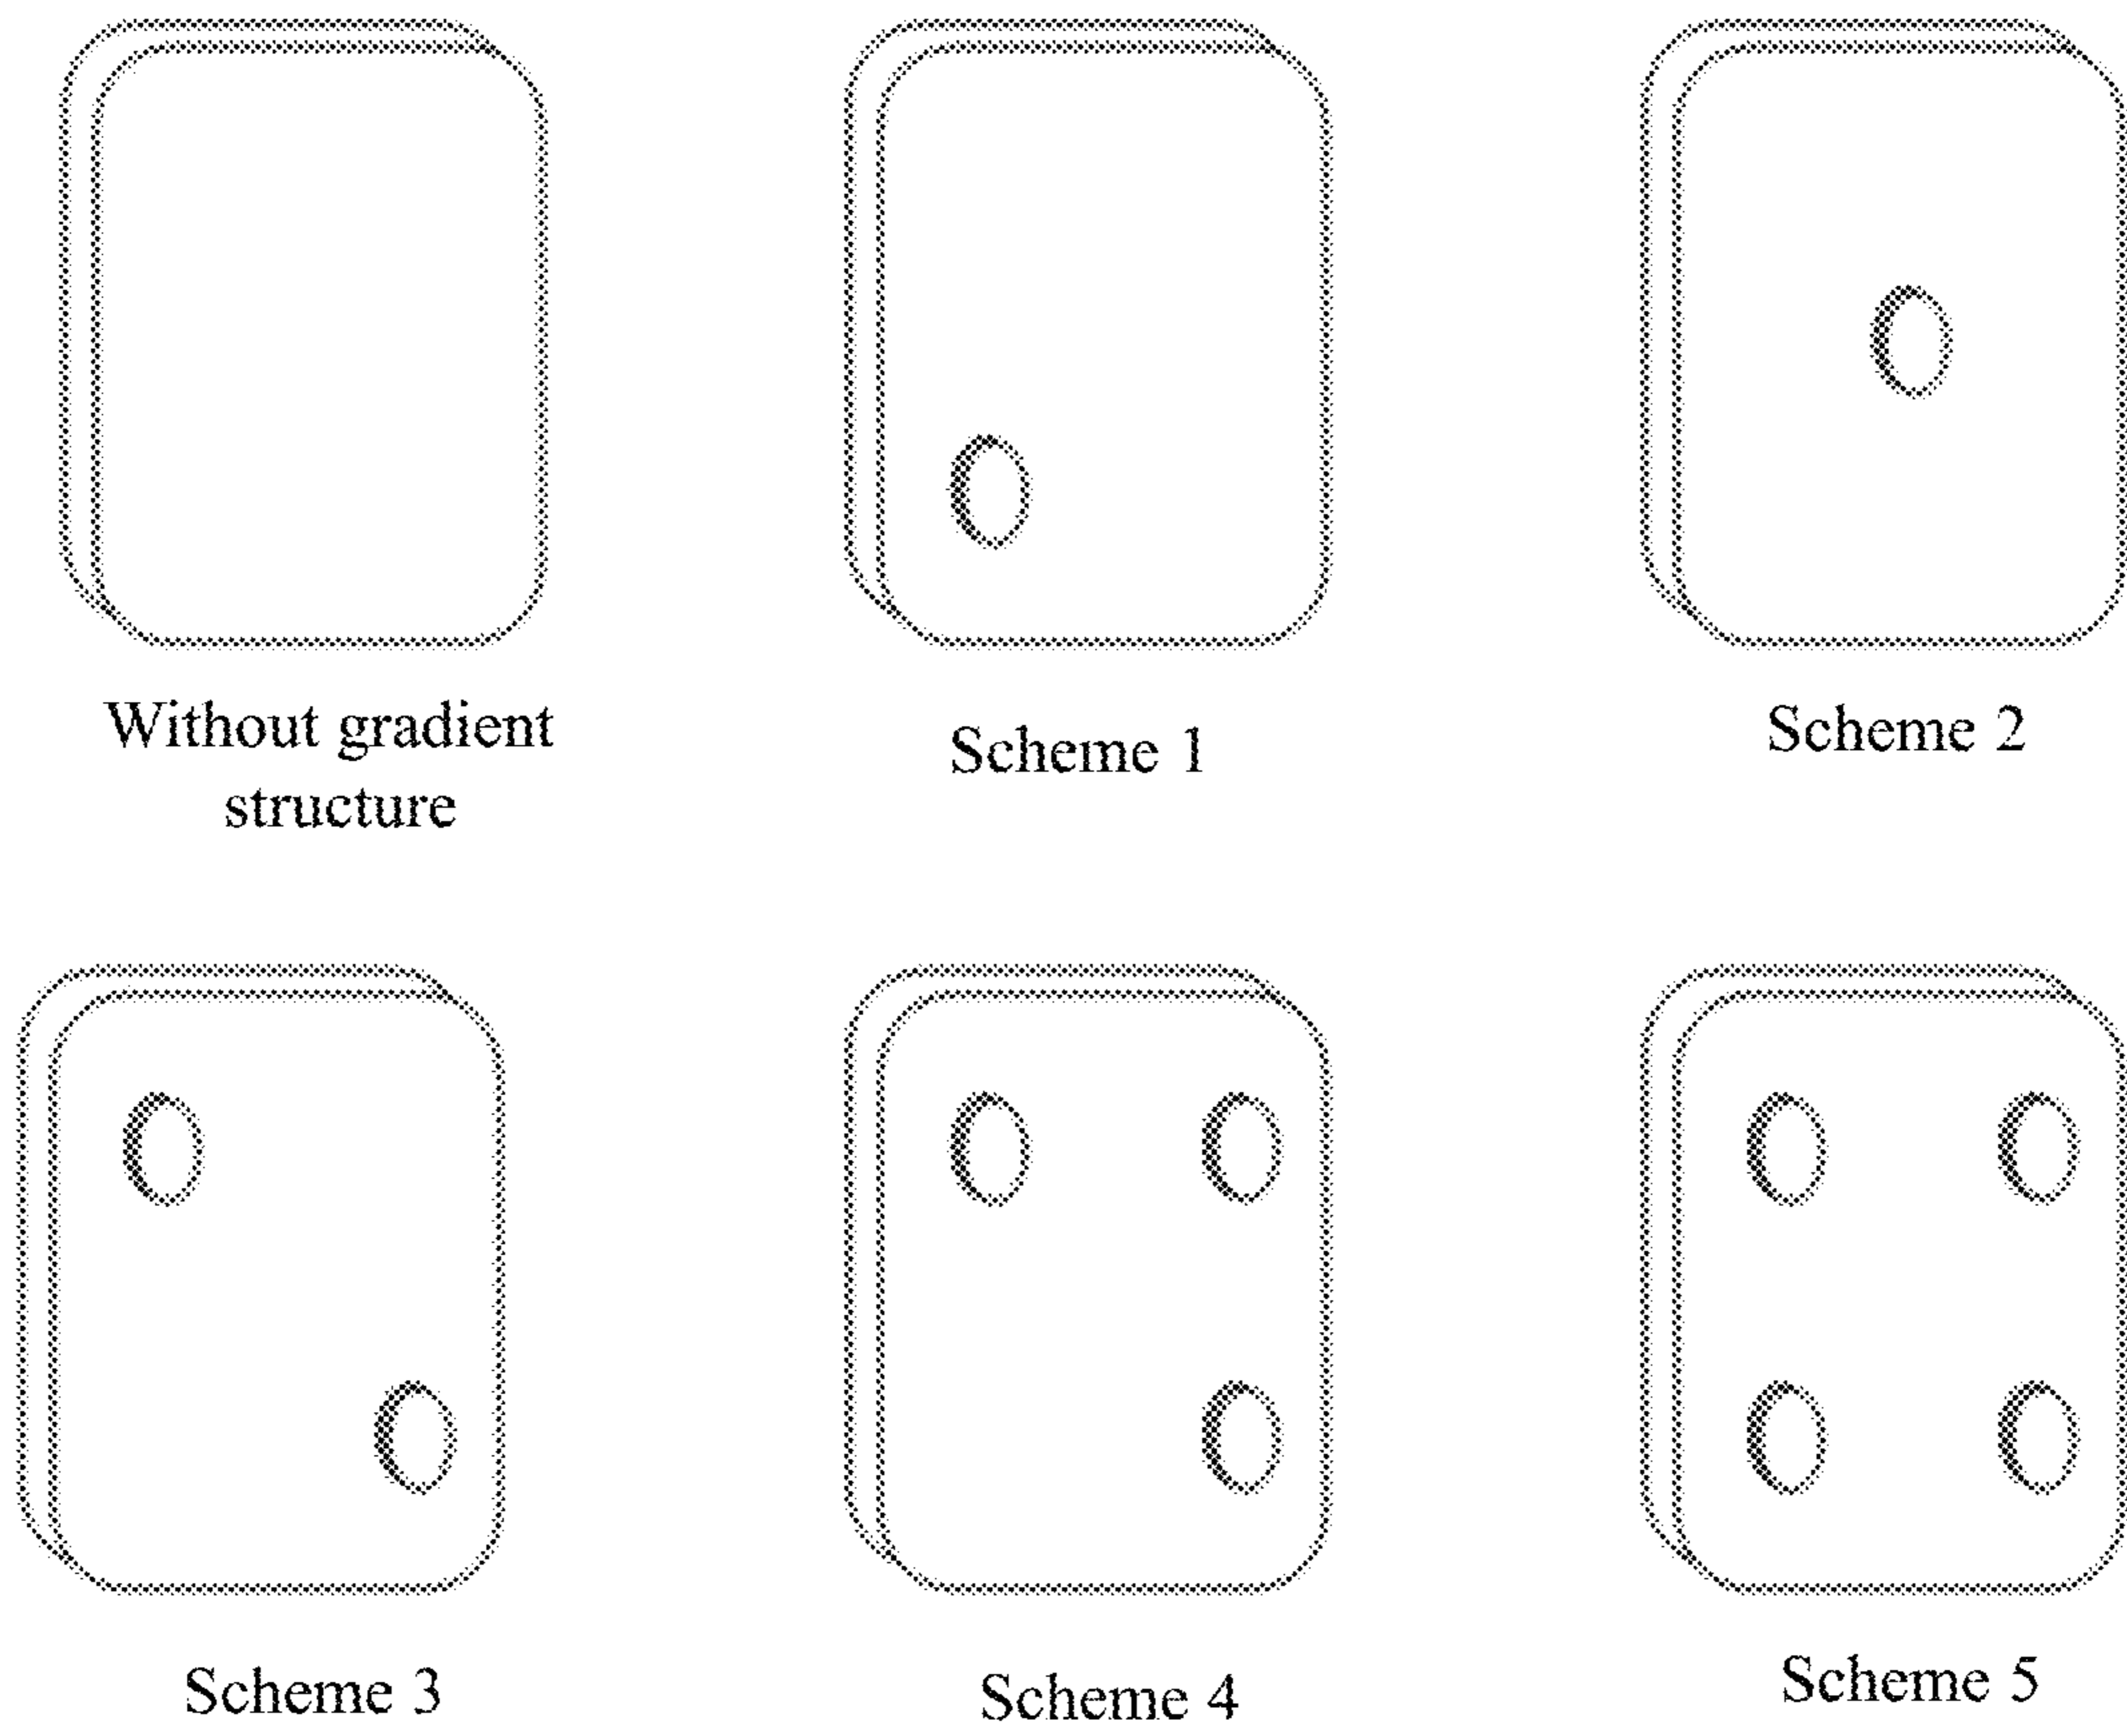 Without gradient
structure
Scheme 1
Scheme 2
Scheme 3
Scheme 4
Scheme 5